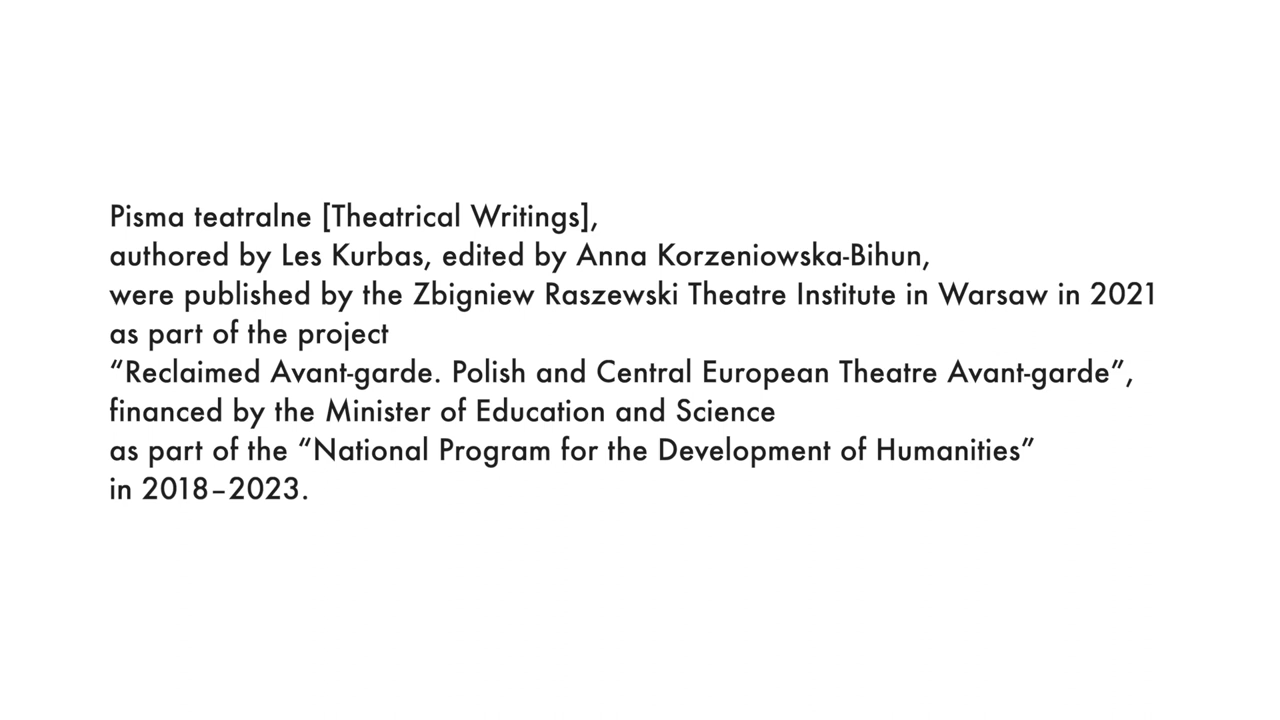 Pisma teatralne [Theatrical Writings],
authored by Les Kurbas, edited by Anna Korzeniowska-Bihun,
were published by the Zbigniew Raszewski Theatre Institute in Warsaw in 2021
as part of the project
“Reclaimed Avant-garde. Polish and Central European Theatre Avant-garde”,
financed by the Minister of Education and Science
as part of the “National Program for the Development of Humanities”
in 2018–2023.